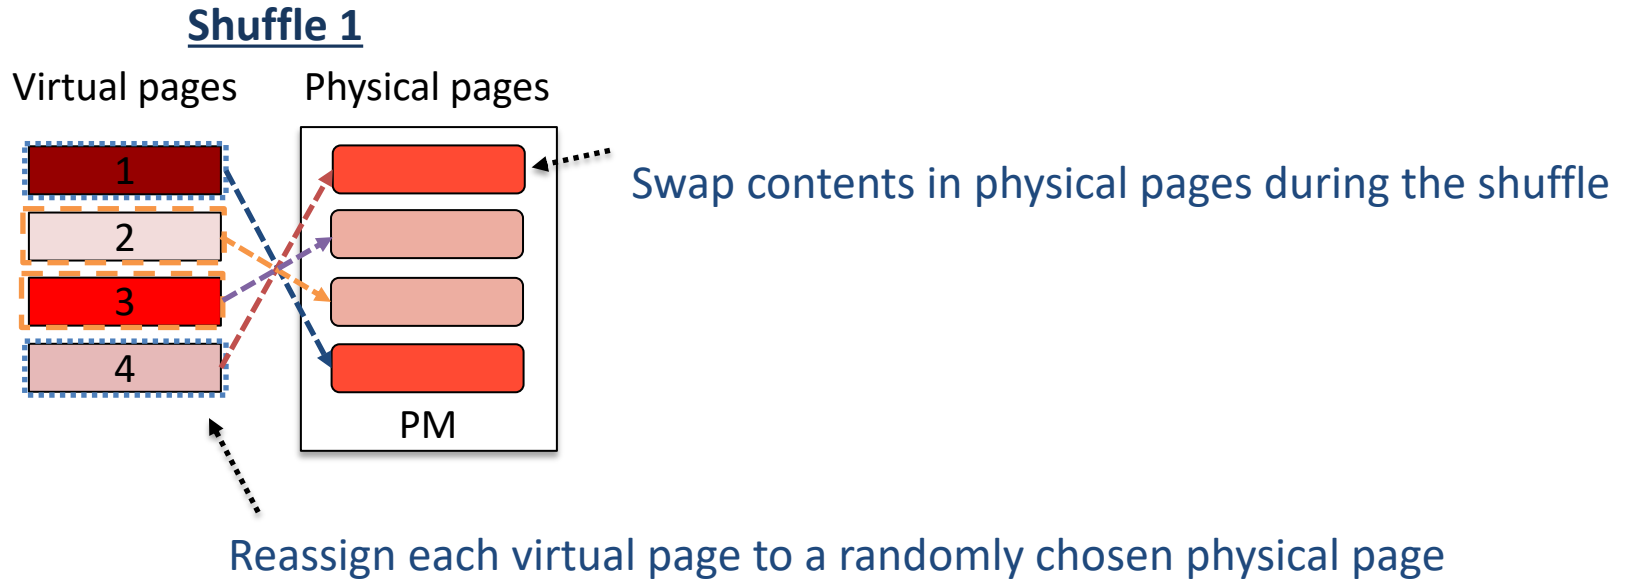 Shuffle 1
Virtual pages
Physical pages
1
2
3
4
PM
Swap contents in physical pages during the shuffle
Reassign each virtual page to a randomly chosen physical page